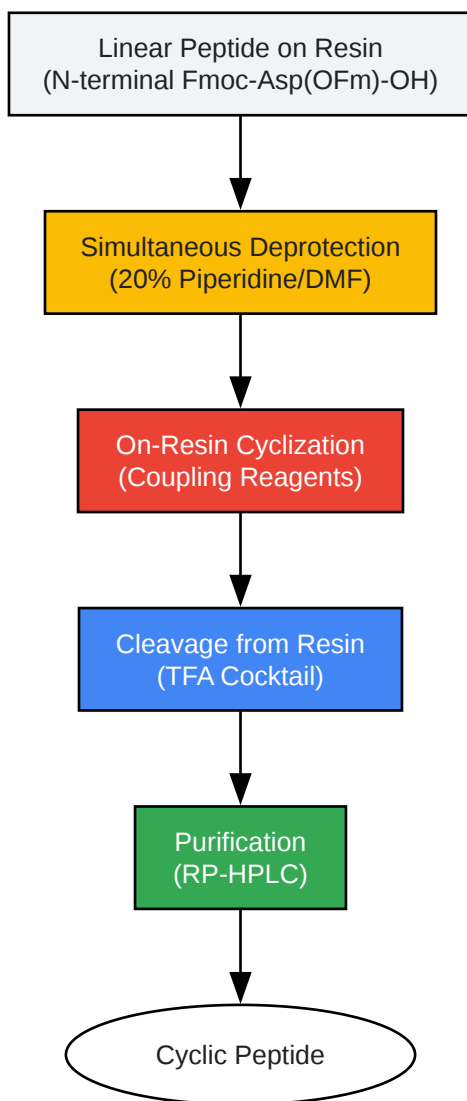 Linear Peptide on Resin
(N-terminal Fmoc-Asp(OFm)-OH)
Simultaneous Deprotection
(20% Piperidine/DMF)
On-Resin Cyclization
(Coupling Reagents)
Cleavage from Resin
(TFA Cocktail)
Purification
(RP-HPLC)
Cyclic Peptide